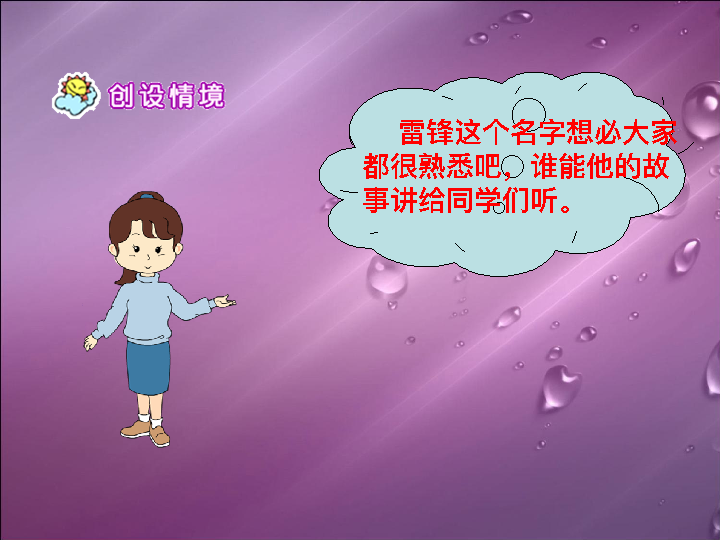 创设情境
雷锋这个名字想必大家
都很熟悉吧，谁能他的故
事讲给同学们听。